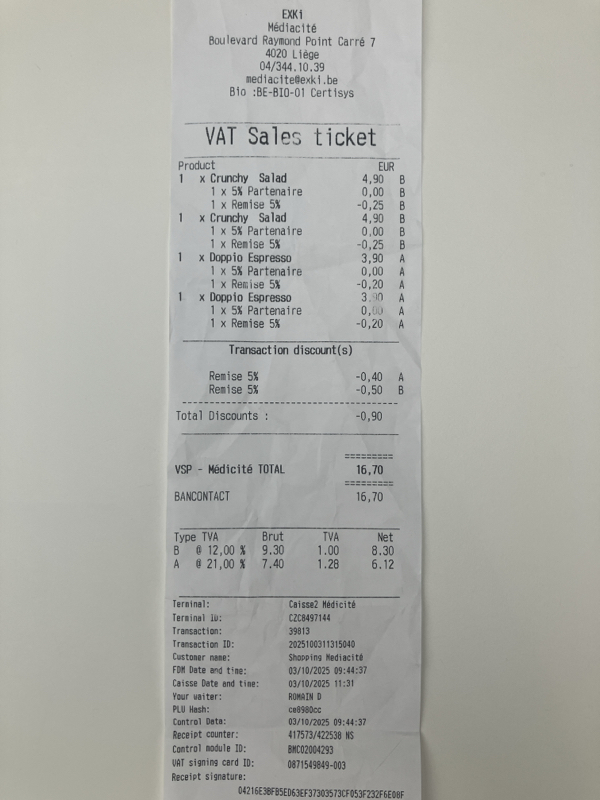 EXKi
Médiacité
Boulevard Raymond Point Carré 7
4020 Liège
04/344.10.39
mediacite@exki.be
Bio :BE-BIO-01 Certisys
VAT Sales ticket
Product EUR
1 x Crunchy Salad 4,90 B
1 x 5% Partenaire 0,00 B
1 x Remise 5% -0,25 B
1 x Crunchy Salad 4,90 B
1 x 5% Partenaire 0,00 B
1 x Remise 5% -0,25 B
1 x Doppio Espresso 3,90 A
1 x 5% Partenaire 0,00 A
1 x Remise 5% -0,20 A
1 x Doppio Espresso 3,90 A
1 x 5% Partenaire 0,00 A
1 x Remise 5% -0,20 A
Transaction discount(s)
Remise 5% -0,40 A
Remise 5% -0,50 B
Total Discounts : -0,90
=========
VSP - Médicité TOTAL 16,70
=========
BANCONTACT 16,70
Type TVA Brut TVA Net
B @ 12,00 % 9.30 1.00 8.30
A @ 21,00 % 7.40 1.28 6.12
Terminal: Caisse2 Médicité
Terminal ID: CZC8497144
Transaction: 39813
Transaction ID: 2025100311315040
Customer name: Shopping Mediacité
FDM Date and time: 03/10/2025 09:44:37
Caisse Date and time: 03/10/2025 11:31
Your waiter: ROMAIN D
PLU Hash: ce8980cc
Control Data: 03/10/2025 09:44:37
Receipt counter: 417573/422538 NS
Control module ID: BMC02004293
VAT signing card ID: 0871549849-003
Receipt signature:
04216E3BFB5ED63EF37303573CF053F232F6E08F